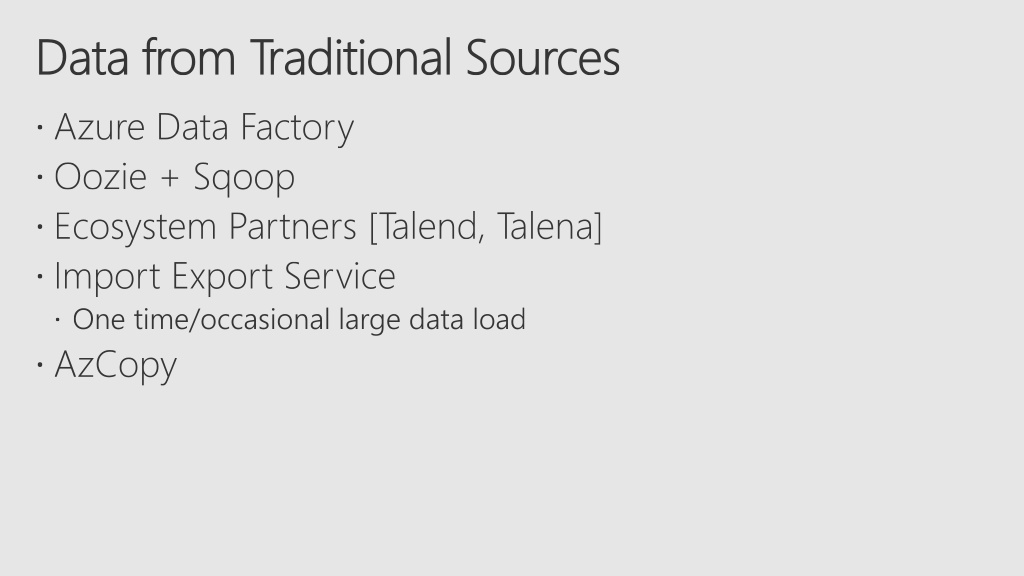 Data from Traditional Sources
· Azure Data Factory
· Oozie + Sqoop
· Ecosystem Partners [Talend, Talena]
· Import Export Service
· One time/occasional large data load
· AzCopy